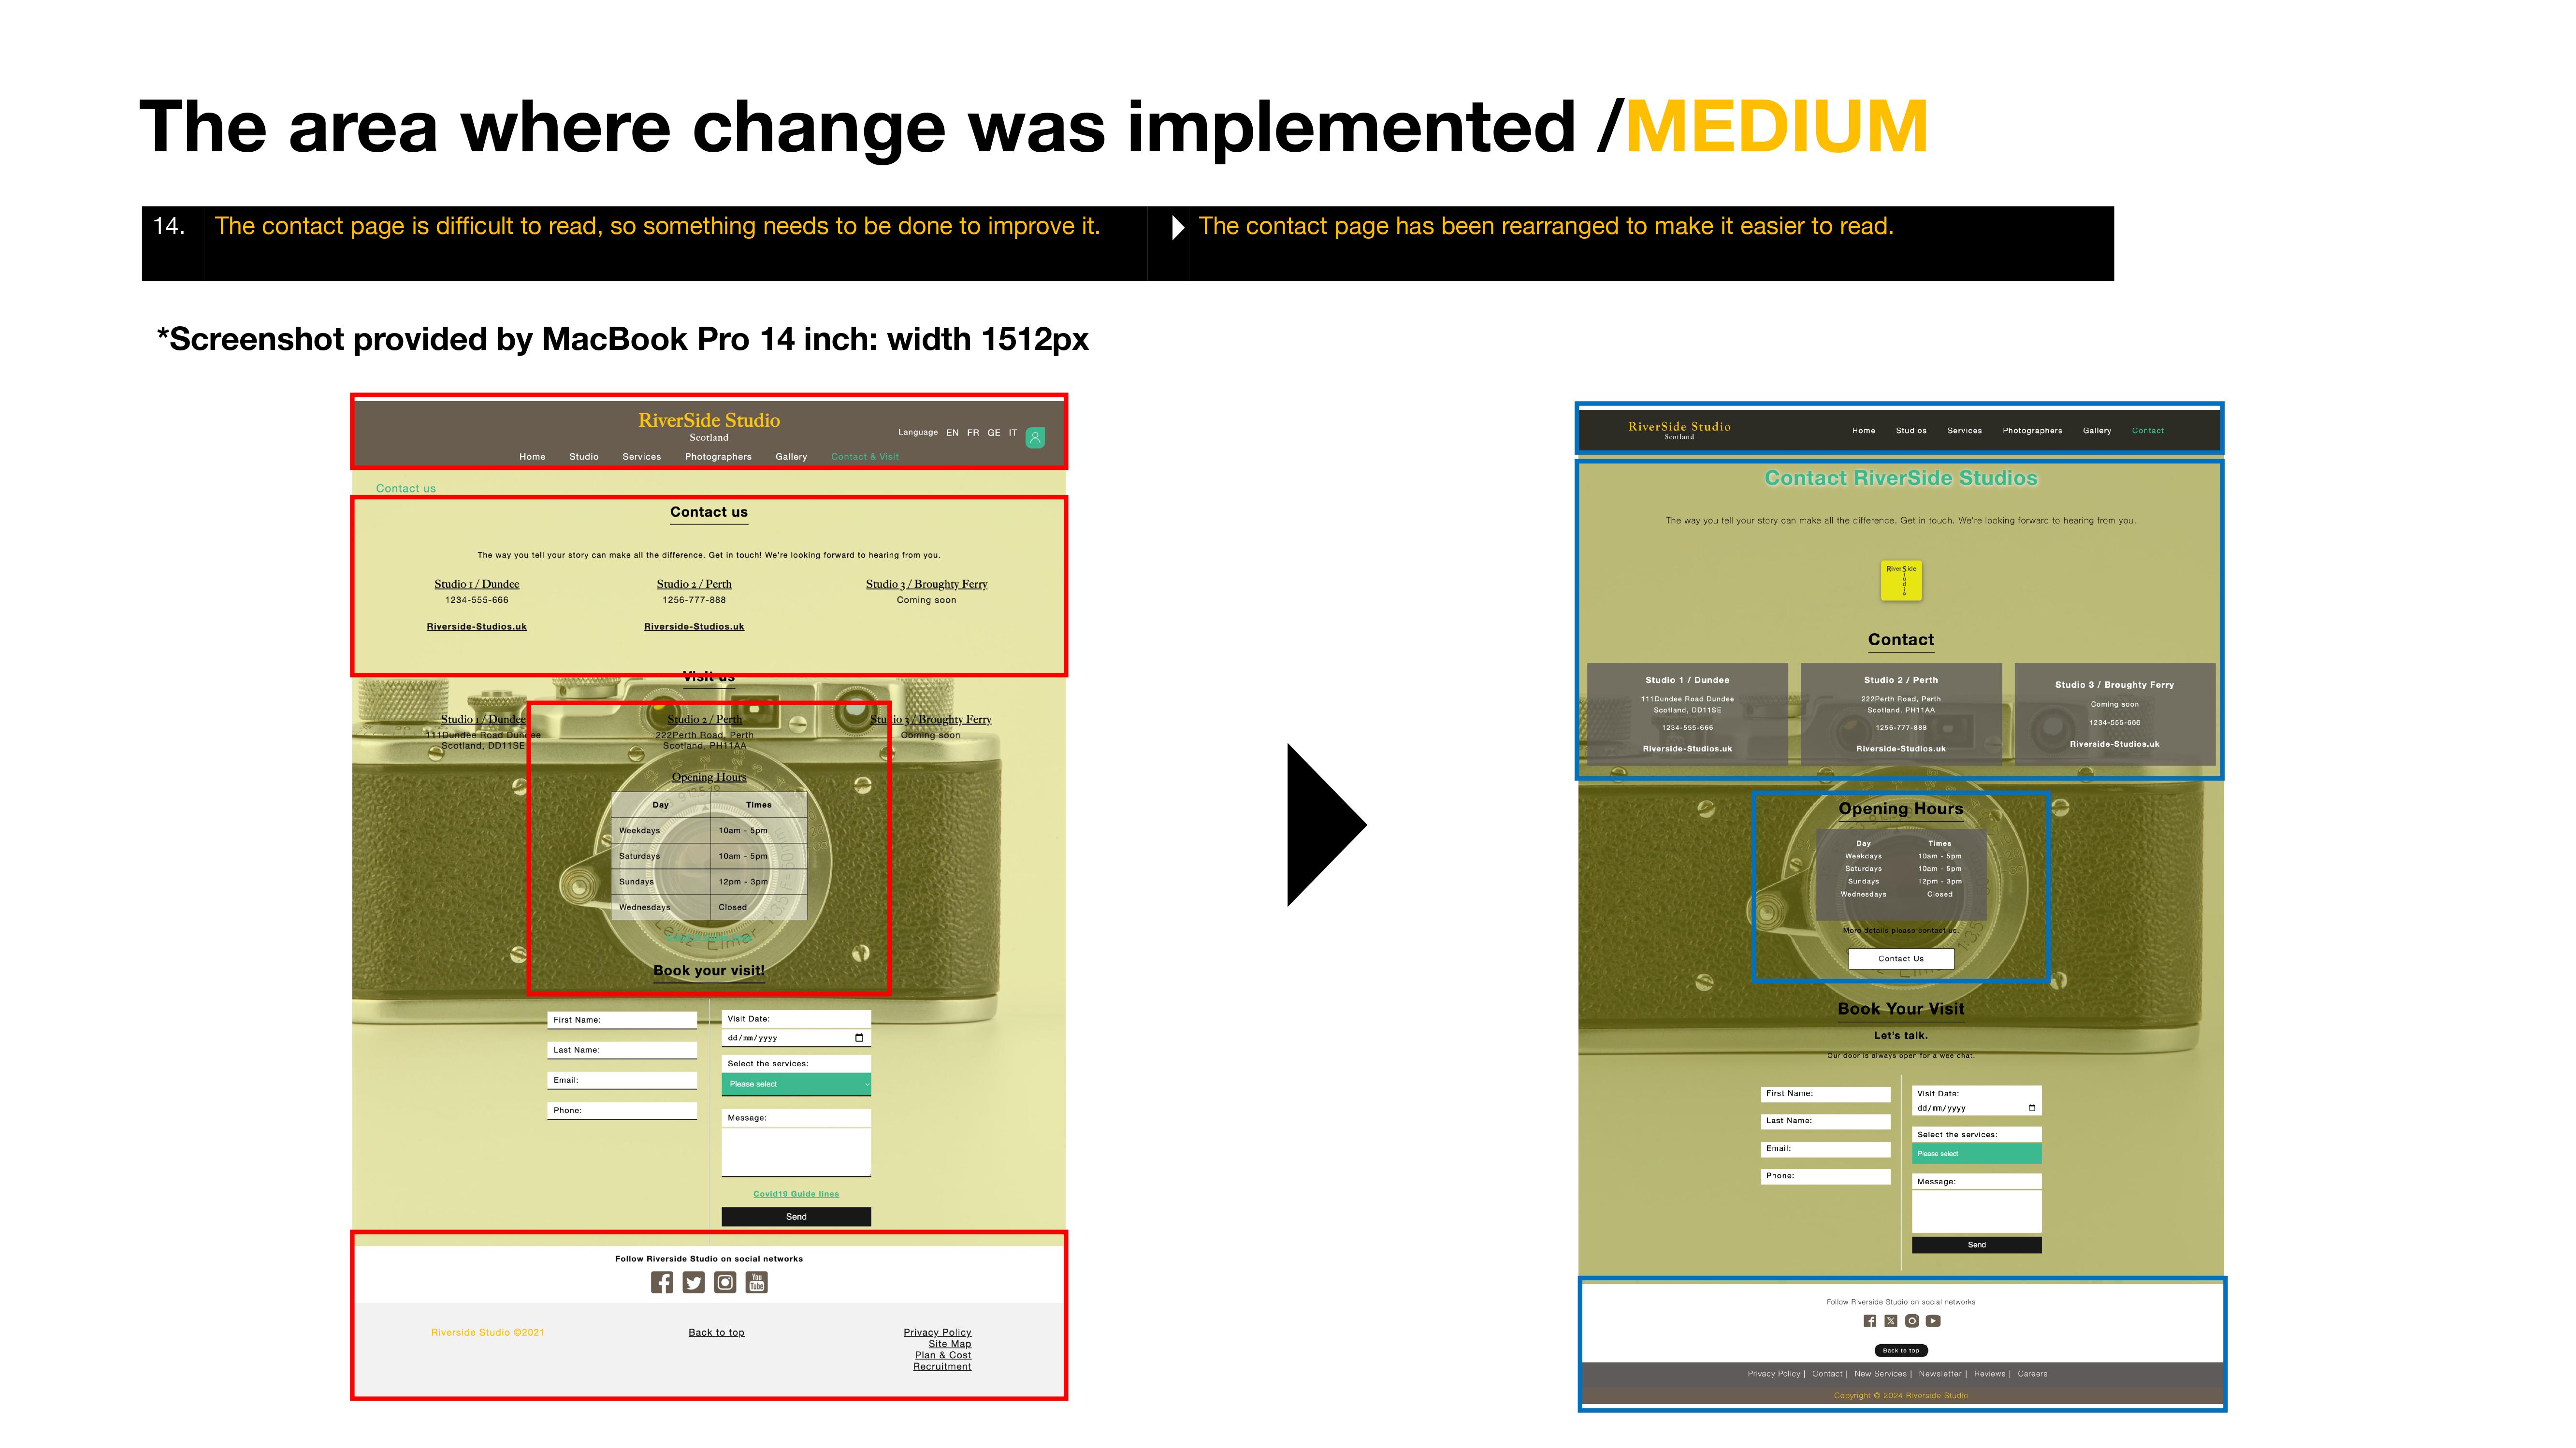 The area where change was implemented /MEDIUM
14. The contact page is difficult to read, so something needs to be done to improve it. The contact page has been rearranged to make it easier to read.
*Screenshot provided by MacBook Pro 14 inch: width 1512px
RiverSide Studio
Scotland
Language EN FR GE IT
Home Studio Services Photographers Gallery Contact & Visit
Contact us
Contact us
The way you tell your story can make all the difference. Get in touch! We're looking forward to hearing from you.
Studio 1 / Dundee Studio 2 / Perth Studio 3 / Broughty Ferry
1234-555-666 1256-777-888 Coming soon
Riverside-Studios.uk Riverside-Studios.uk
Visit us
Studio 1 / Dundee Studio 2 / Perth Studio 3 / Broughty Ferry
111Dundee Road Dundee 222Perth Road, Perth Coming soon
Scotland, DD11SE Scotland, PH11AA
Opening Hours
Day Times
Weekdays 10am - 5pm
Saturdays 10am - 5pm
Sundays 12pm - 3pm
Wednesdays Closed
Book your visit!
First Name: Visit Date:
dd/mm/yyyy
Last Name: Select the services:
Email: Please select
Phone: Message:
Covid19 Guide lines
Send
Follow Riverside Studio on social networks
You
Tube
Riverside Studio ©2021 Back to top Privacy Policy
Site Map
Plan & Cost
Recruitment
RiverSide Studio
Scotland
Home Studios Services Photographers Gallery Contact
Contact RiverSide Studios
The way you tell your story can make all the difference. Get in touch. We're looking forward to hearing from you.
RiverSide
Studio
Contact
Studio 1 / Dundee Studio 2 / Perth Studio 3 / Broughty Ferry
111Dundee Road Dundee 222Perth Road, Perth Coming soon
Scotland, DD11SE Scotland, PH11AA
1234-555-666 1256-777-888 1234-555-666
Riverside-Studios.uk Riverside-Studios.uk Riverside-Studios.uk
Opening Hours
Day Times
Weekdays 10am - 5pm
Saturdays 10am - 5pm
Sundays 12pm - 3pm
Wednesdays Closed
More details please contact us.
Contact Us
Book Your Visit
Let's talk.
Our door is always open for a wee chat.
First Name: Visit Date:
dd/mm/yyyy
Last Name: Select the services:
Email: Please select
Phone: Message:
Send
Follow Riverside Studio on social networks
Back to top
Privacy Policy | Contact | New Services | Newsletter | Reviews | Careers
Copyright © 2024 Riverside Studio